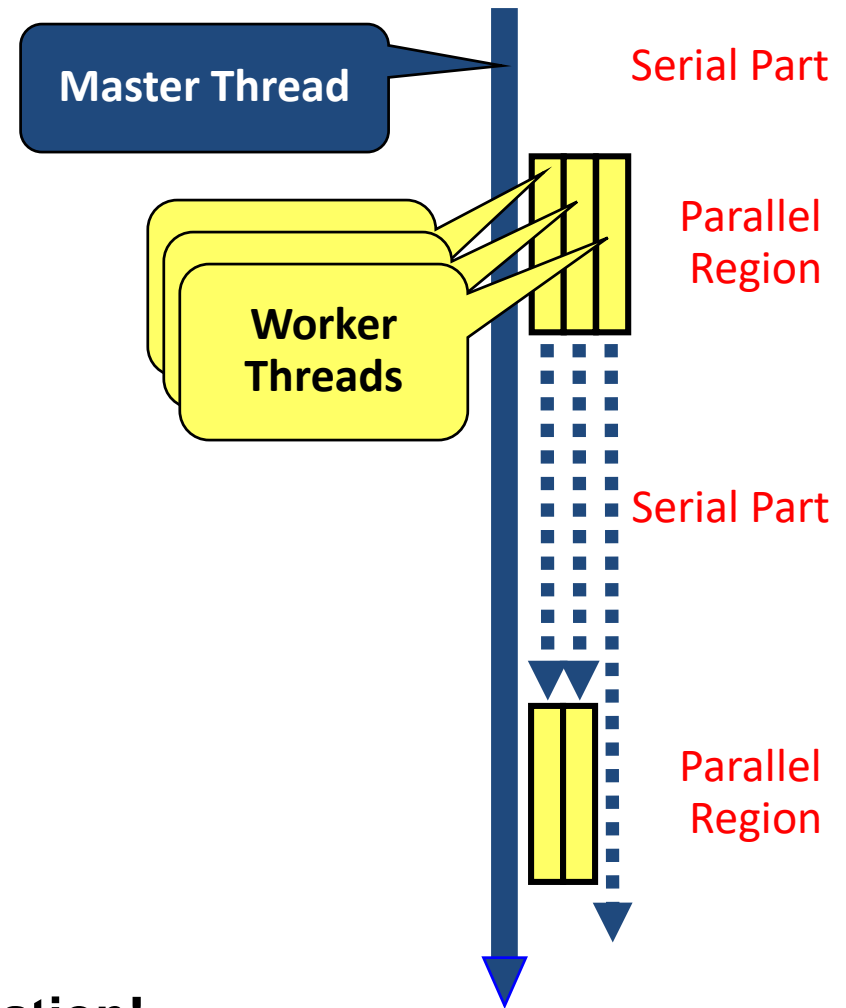 Serial Part
Master Thread
Parallel
Region
Worker
Threads
Serial Part
Parallel
Region